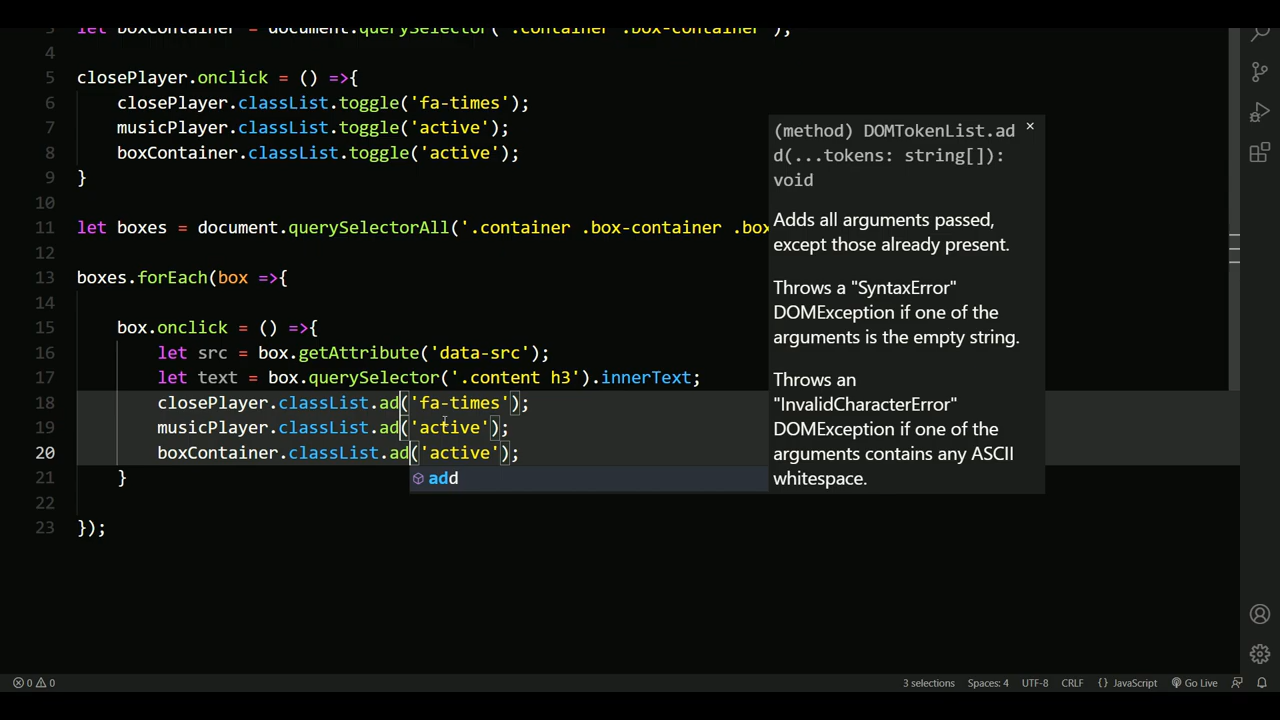 3 let boxContainer = document.querySelector('.container .box-container');
4
5 closePlayer.onclick = () =>{
6 closePlayer.classList.toggle('fa-times');
7 musicPlayer.classList.toggle('active');
8 boxContainer.classList.toggle('active');
9 }
10
11 let boxes = document.querySelectorAll('.container .box-container .box
12
13 boxes.forEach(box =>{
14
15 box.onclick = () =>{
16 let src = box.getAttribute('data-src');
17 let text = box.querySelector('.content h3').innerText;
18 closePlayer.classList.ad('fa-times');
19 musicPlayer.classList.ad('active');
20 boxContainer.classList.ad('active');
21 }
22
23 });
add
(method) DOMTokenList.ad
d(...tokens: string[]):
void
Adds all arguments passed,
except those already present.
Throws a "SyntaxError"
DOMException if one of the
arguments is the empty string.
Throws an
"InvalidCharacterError"
DOMException if one of the
arguments contains any ASCII
whitespace.
0 0 3 selections Spaces: 4 UTF-8 CRLF {} JavaScript Go Live